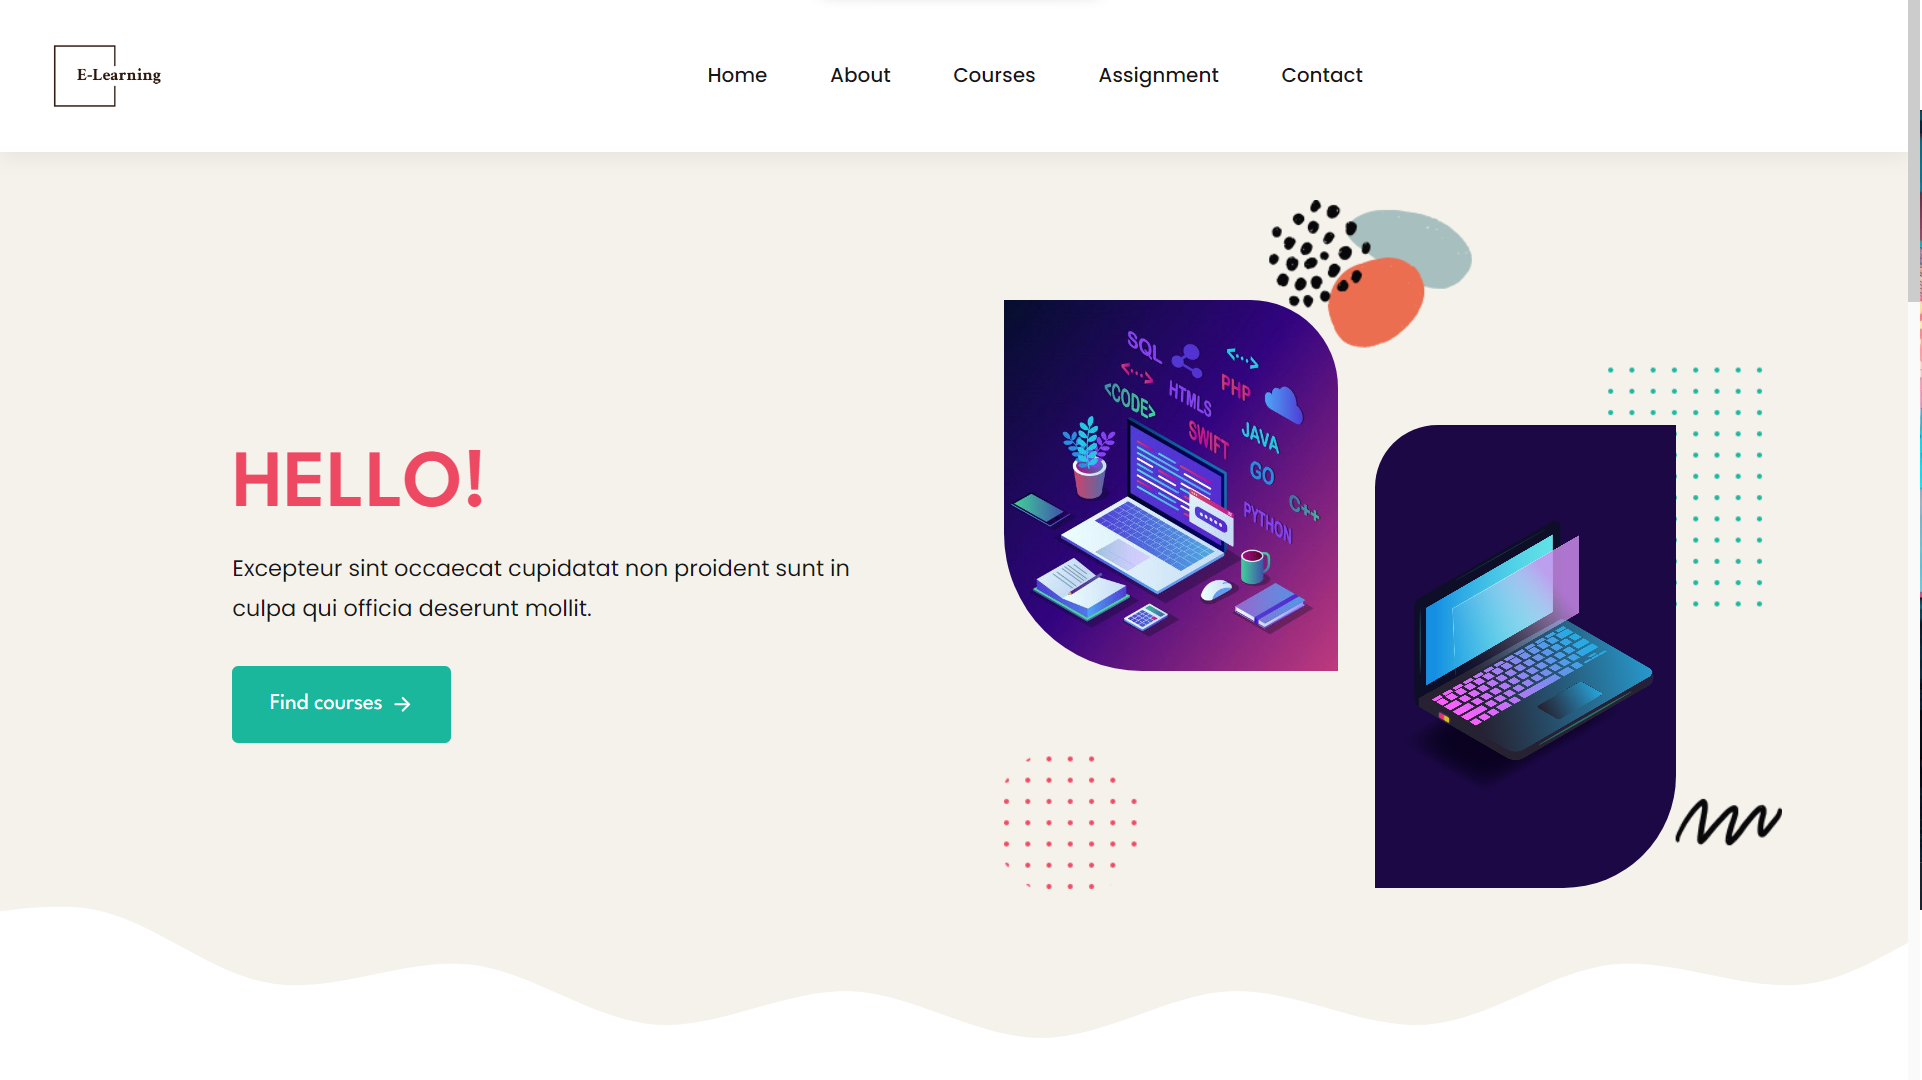 E-Learning
Home
About
Courses
Assignment
Contact
HELLO!
Excepteur sint occaecat cupidatat non proident sunt in
culpa qui officia deserunt mollit.
Find courses →
SQL
<...>
<...>
PHP
HTMLS
<CODE>
SWIFT
JAVA
GO
C++
PYTHON